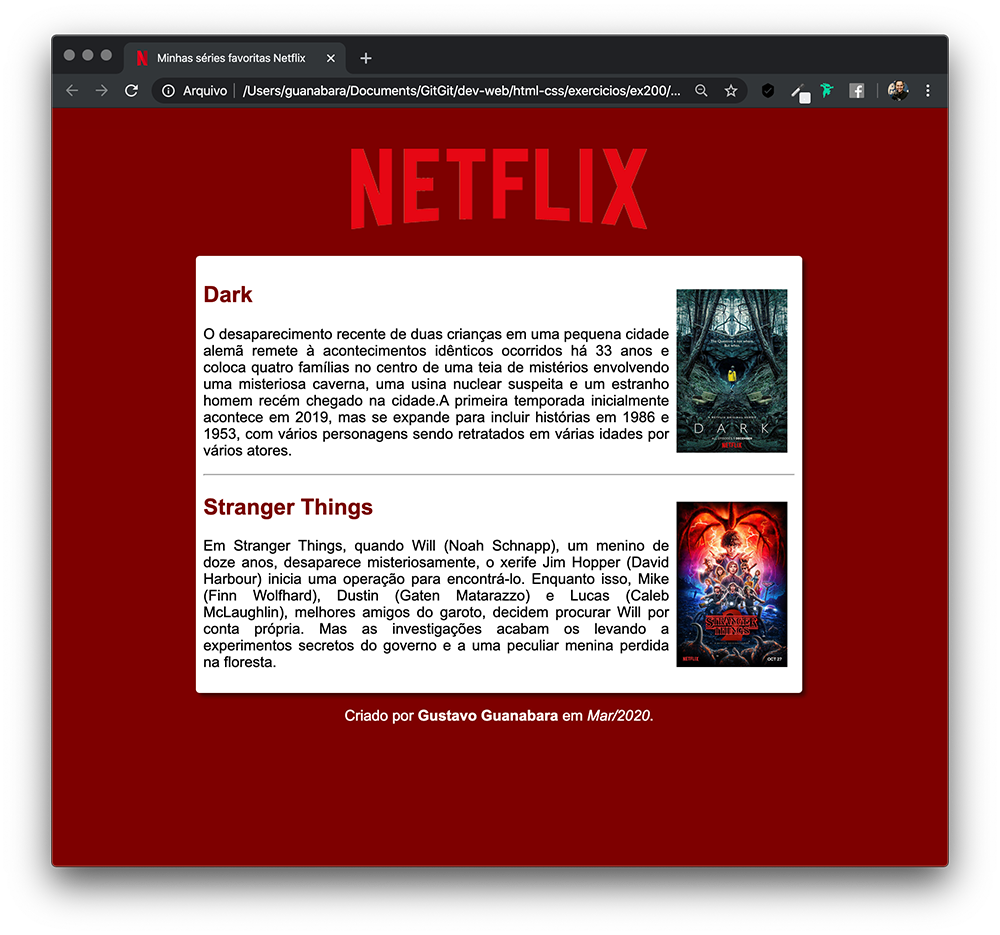 Minhas séries favoritas Netflix
Arquivo | /Users/guanabara/Documents/GitGit/dev-web/html-css/exercicios/ex200/...
NETFLIX
Dark
O desaparecimento recente de duas crianças em uma pequena cidade
alemã remete à acontecimentos idênticos ocorridos há 33 anos e
coloca quatro famílias no centro de uma teia de mistérios envolvendo
uma misteriosa caverna, uma usina nuclear suspeita e um estranho
homem recém chegado na cidade.A primeira temporada inicialmente
acontece em 2019, mas se expande para incluir histórias em 1986 e
1953, com vários personagens sendo retratados em várias idades por
vários atores.
DARK
NETFLIX
Stranger Things
Em Stranger Things, quando Will (Noah Schnapp), um menino de
doze anos, desaparece misteriosamente, o xerife Jim Hopper (David
Harbour) inicia uma operação para encontrá-lo. Enquanto isso, Mike
(Finn Wolfhard), Dustin (Gaten Matarazzo) e Lucas (Caleb
McLaughlin), melhores amigos do garoto, decidem procurar Will por
conta própria. Mas as investigações acabam os levando a
experimentos secretos do governo e a uma peculiar menina perdida
na floresta.
STRANGER
THINGS
2
NETFLIX
OCT 27
Criado por Gustavo Guanabara em Mar/2020.